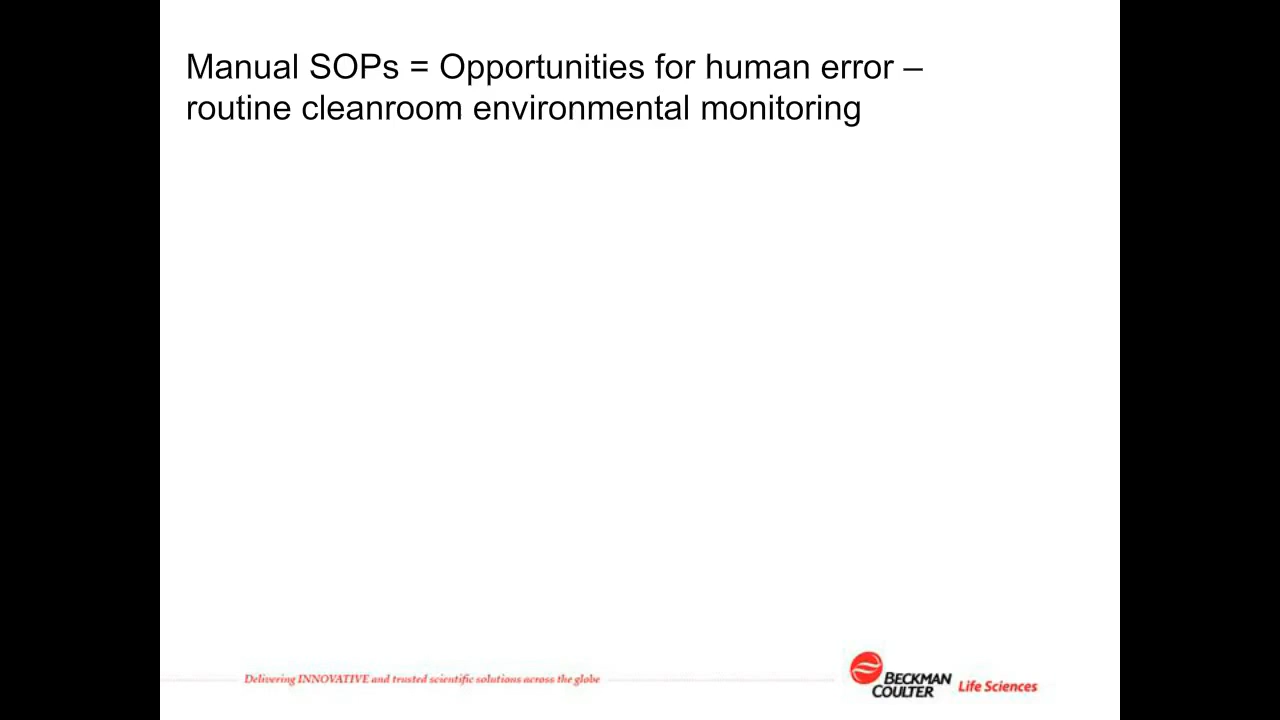 Manual SOPs = Opportunities for human error –
routine cleanroom environmental monitoring
Delivering INNOVATIVE and trusted scientific solutions across the globe
BECKMAN
COULTER
Life Sciences